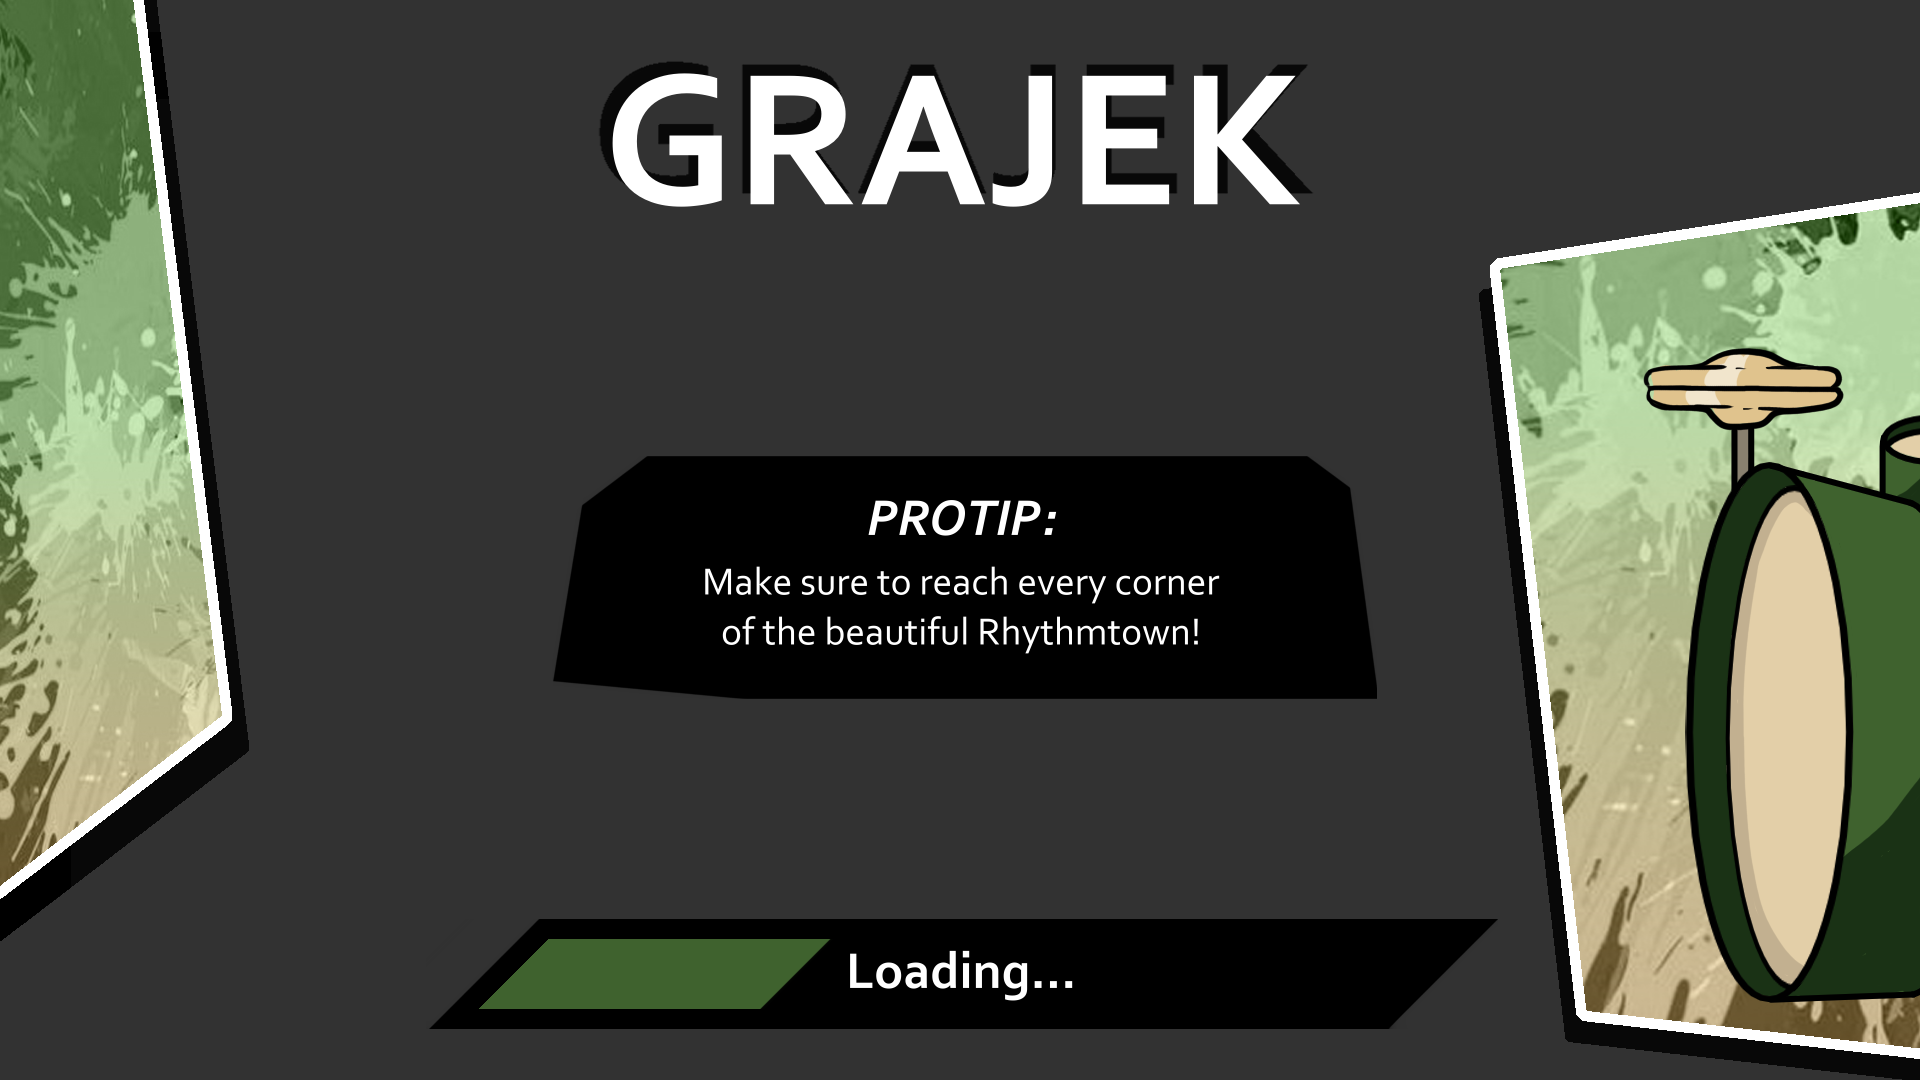 GRAJEK
PROTIP:
Make sure to reach every corner
of the beautiful Rhythmtown!
Loading...